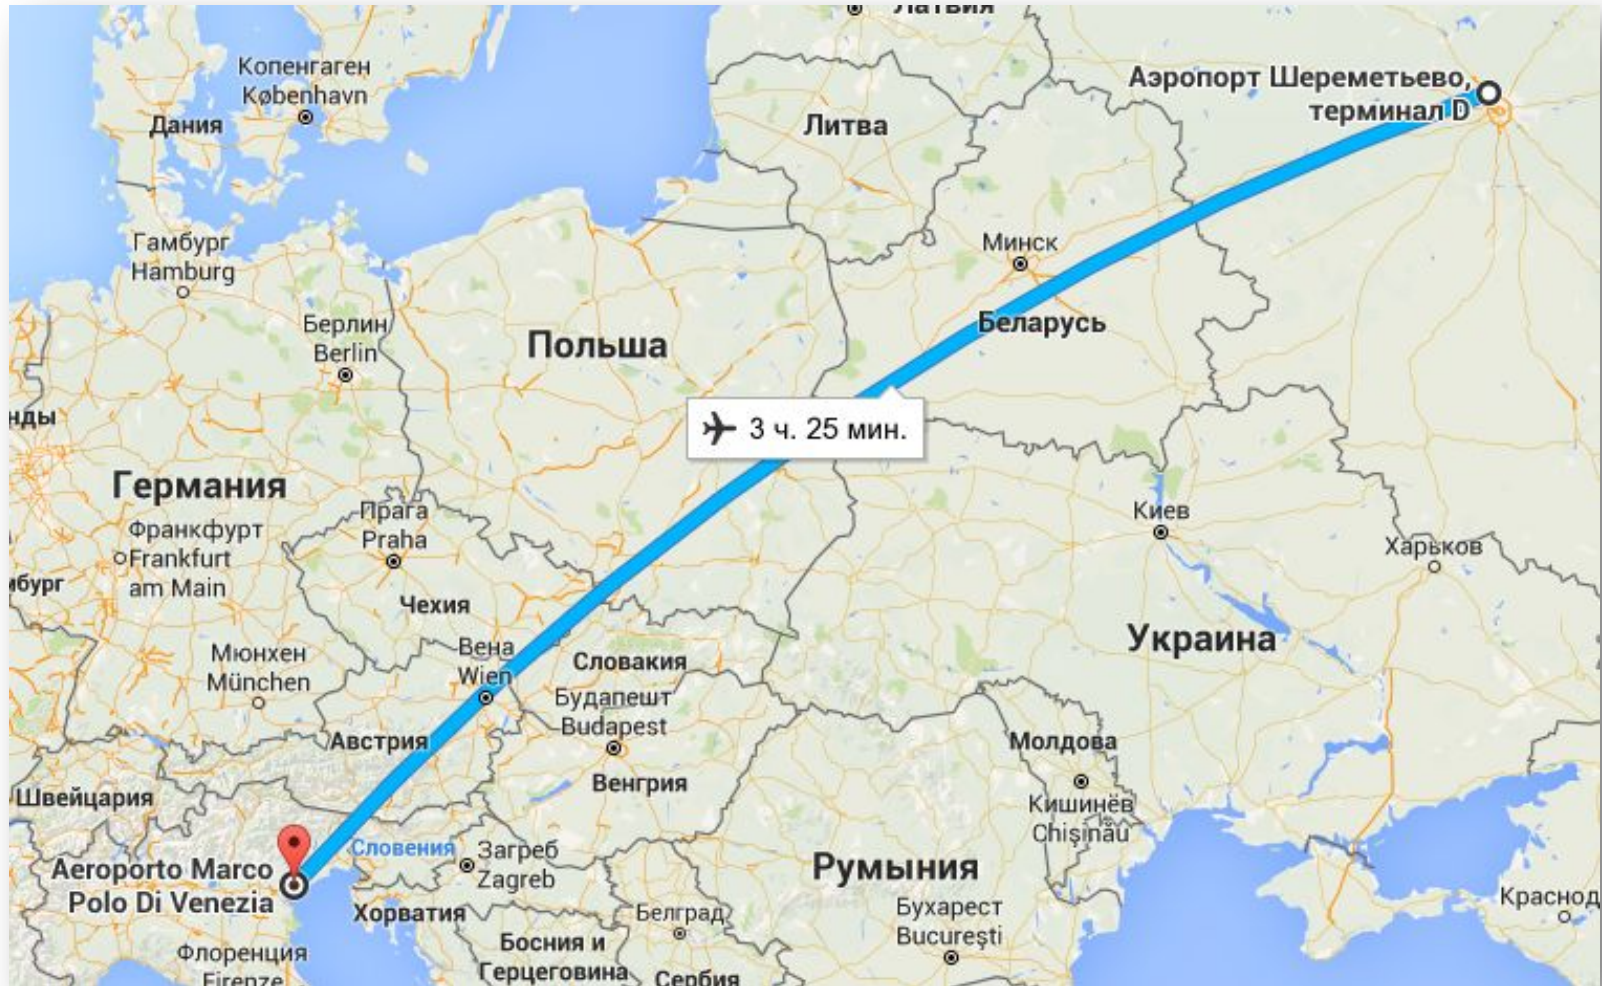 Латвия
Копенгаген
København
Дания
Литва
Аэропорт Шереметьево,
терминал D
Гамбург
Hamburg
Минск
Беларусь
Берлин
Berlin
Польша
нды
3 ч. 25 мин.
Германия
Прага
Praha
Франкфурт
Frankfurt
am Main
Киев
Харьков
мбург
Чехия
Украина
Мюнхен
München
Вена
Wien
Словакия
Будапешт
Budapest
Австрия
Венгрия
Молдова
Швейцария
Кишинёв
Chișinău
Словения
Загреб
Zagreb
Румыния
Aeroporto Marco
Polo Di Venezia
Хорватия
Белград
Бухарест
București
Краснод
Флоренция
Firenze
Босния и
Герцеговина
Сербия